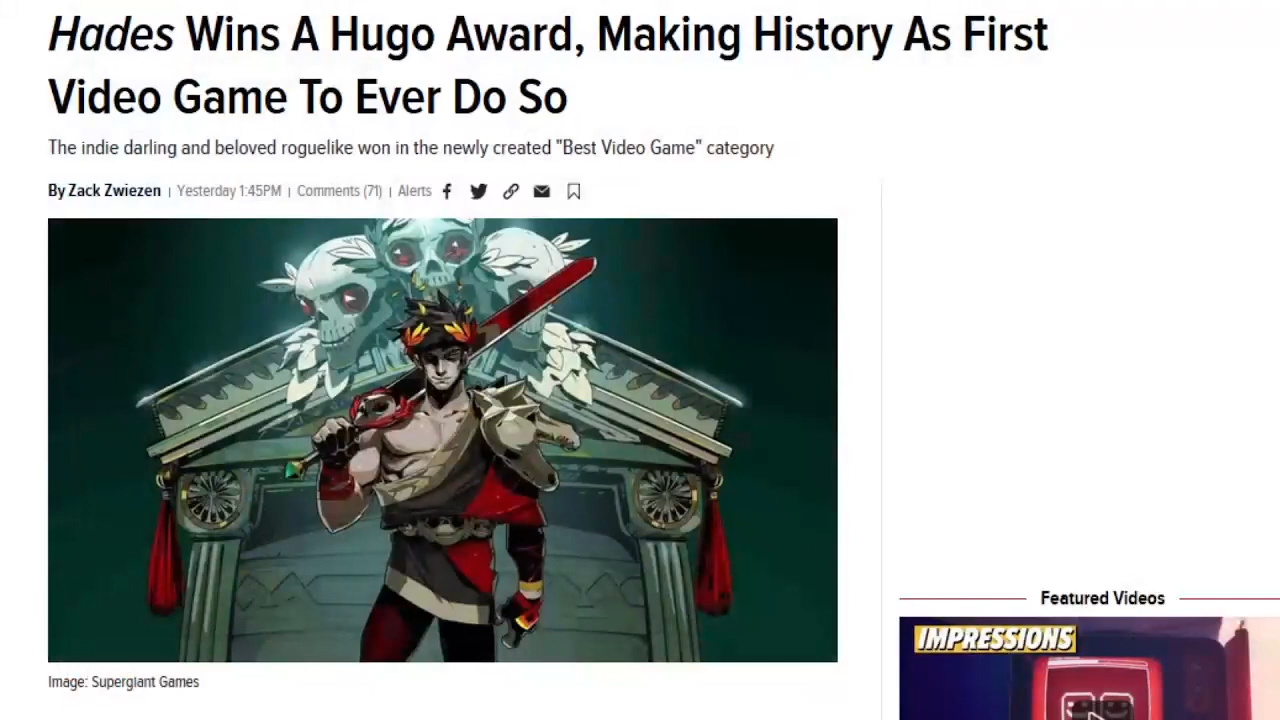 Hades Wins A Hugo Award, Making History As First
Video Game To Ever Do So
The indie darling and beloved roguelike won in the newly created "Best Video Game" category
By Zack Zwiezen | Yesterday 1:45PM | Comments (71) | Alerts
Image: Supergiant Games
Featured Videos
IMPRESSIONS